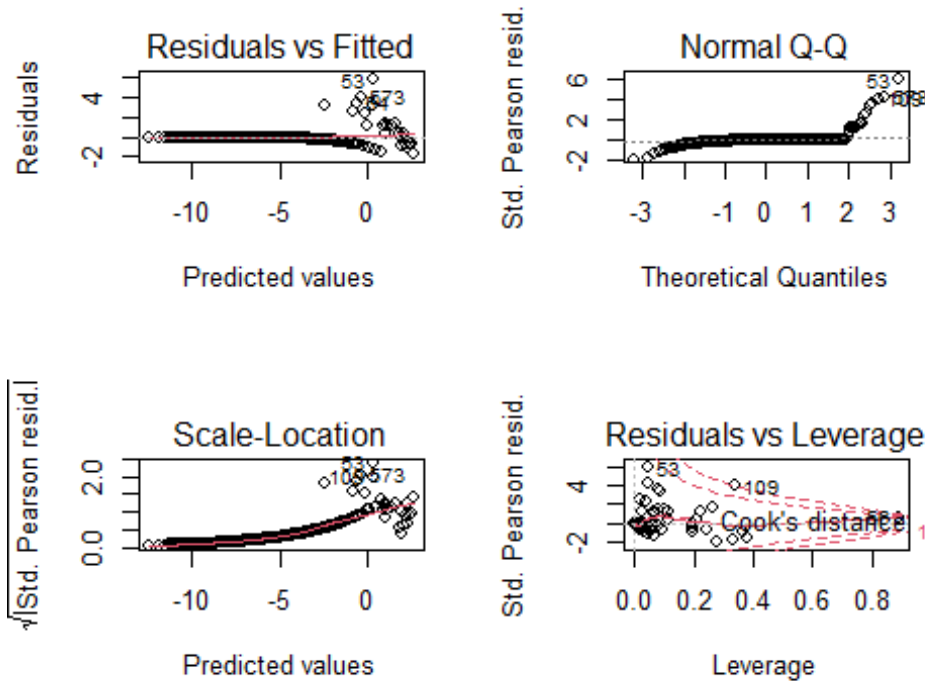 Residuals vs Fitted
Residuals
4
-2
53
573
-10
-5
0
Predicted values
Normal Q-Q
Std. Pearson resid.
6
2
-2
53
-3
-1
0
1
2
3
Theoretical Quantiles
Scale-Location
√|Std. Pearson resid.|
2.0
0.0
53
109
573
-10
-5
0
Predicted values
Residuals vs Leverage
Std. Pearson resid.
4
-2
53
109
Cook's distance
1
0.0
0.2
0.4
0.6
0.8
Leverage